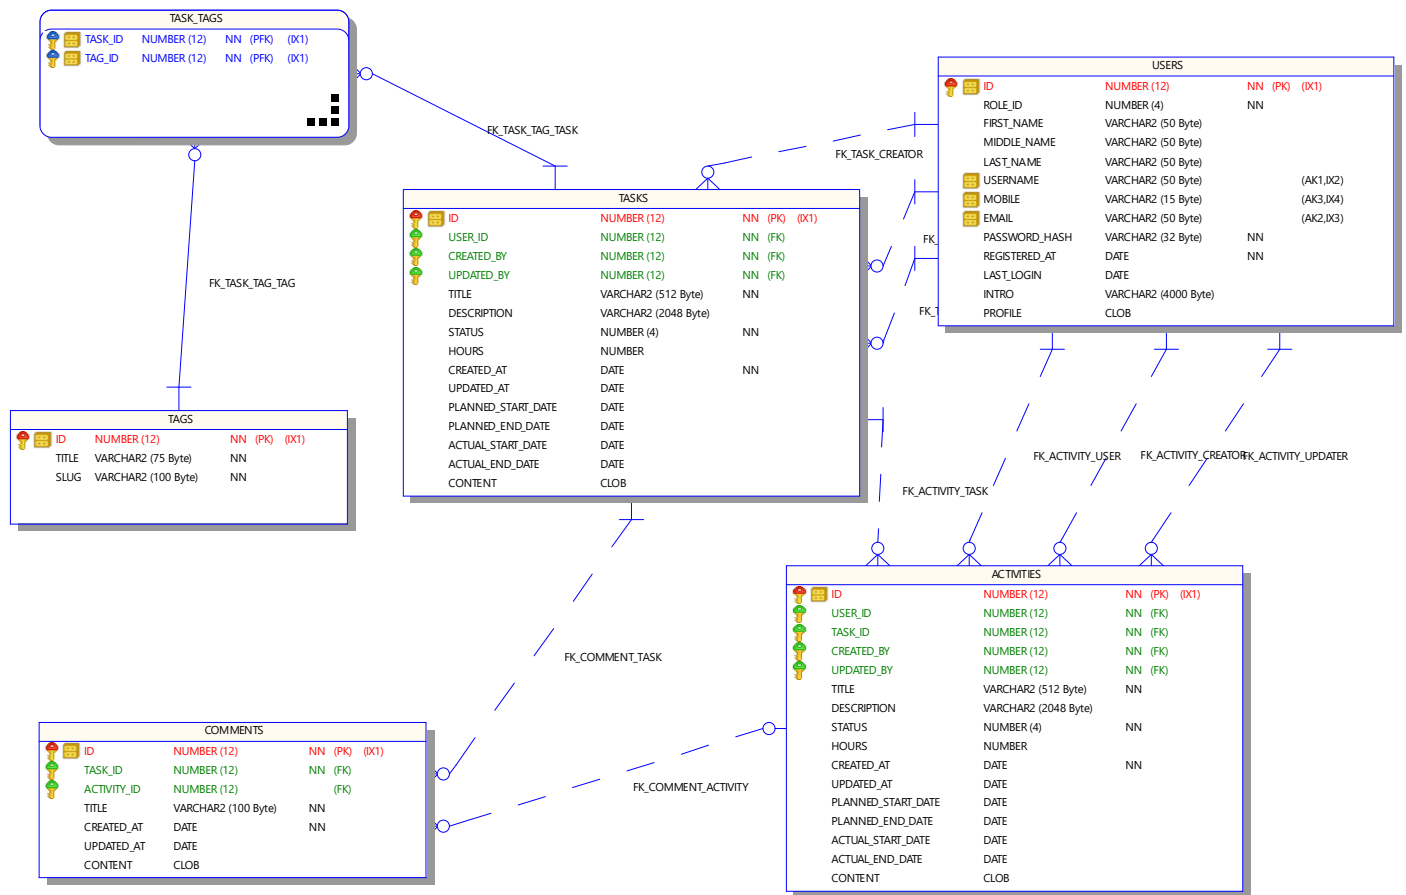 TASK_TAGS
TASK_ID NUMBER (12) NN (PFK) (IX1)
TAG_ID NUMBER (12) NN (PFK) (IX1)
FK_TASK_TAG_TASK
FK_TASK_TAG_TAG
TAGS
ID NUMBER (12) NN (PK) (IX1)
TITLE VARCHAR2 (75 Byte) NN
SLUG VARCHAR2 (100 Byte) NN
TASKS
ID NUMBER (12) NN (PK) (IX1)
USER_ID NUMBER (12) NN (FK)
CREATED_BY NUMBER (12) NN (FK)
UPDATED_BY NUMBER (12) NN (FK)
TITLE VARCHAR2 (512 Byte) NN
DESCRIPTION VARCHAR2 (2048 Byte)
STATUS NUMBER (4) NN
HOURS NUMBER
CREATED_AT DATE NN
UPDATED_AT DATE
PLANNED_START_DATE DATE
PLANNED_END_DATE DATE
ACTUAL_START_DATE DATE
ACTUAL_END_DATE DATE
CONTENT CLOB
FK_TASK_CREATOR
FK_
FK_T
USERS
ID NUMBER (12) NN (PK) (IX1)
ROLE_ID NUMBER (4) NN
FIRST_NAME VARCHAR2 (50 Byte)
MIDDLE_NAME VARCHAR2 (50 Byte)
LAST_NAME VARCHAR2 (50 Byte)
USERNAME VARCHAR2 (50 Byte) (AK1,IX2)
MOBILE VARCHAR2 (15 Byte) (AK3,IX4)
EMAIL VARCHAR2 (50 Byte) (AK2,IX3)
PASSWORD_HASH VARCHAR2 (32 Byte) NN
REGISTERED_AT DATE NN
LAST_LOGIN DATE
INTRO VARCHAR2 (4000 Byte)
PROFILE CLOB
FK_ACTIVITY_TASK
FK_ACTIVITY_USER
FK_ACTIVITY_CREATOR
FK_ACTIVITY_UPDATER
FK_COMMENT_TASK
FK_COMMENT_ACTIVITY
COMMENTS
ID NUMBER (12) NN (PK) (IX1)
TASK_ID NUMBER (12) NN (FK)
ACTIVITY_ID NUMBER (12) (FK)
TITLE VARCHAR2 (100 Byte) NN
CREATED_AT DATE NN
UPDATED_AT DATE
CONTENT CLOB
ACTIVITIES
ID NUMBER (12) NN (PK) (IX1)
USER_ID NUMBER (12) NN (FK)
TASK_ID NUMBER (12) NN (FK)
CREATED_BY NUMBER (12) NN (FK)
UPDATED_BY NUMBER (12) NN (FK)
TITLE VARCHAR2 (512 Byte) NN
DESCRIPTION VARCHAR2 (2048 Byte)
STATUS NUMBER (4) NN
HOURS NUMBER
CREATED_AT DATE NN
UPDATED_AT DATE
PLANNED_START_DATE DATE
PLANNED_END_DATE DATE
ACTUAL_START_DATE DATE
ACTUAL_END_DATE DATE
CONTENT CLOB